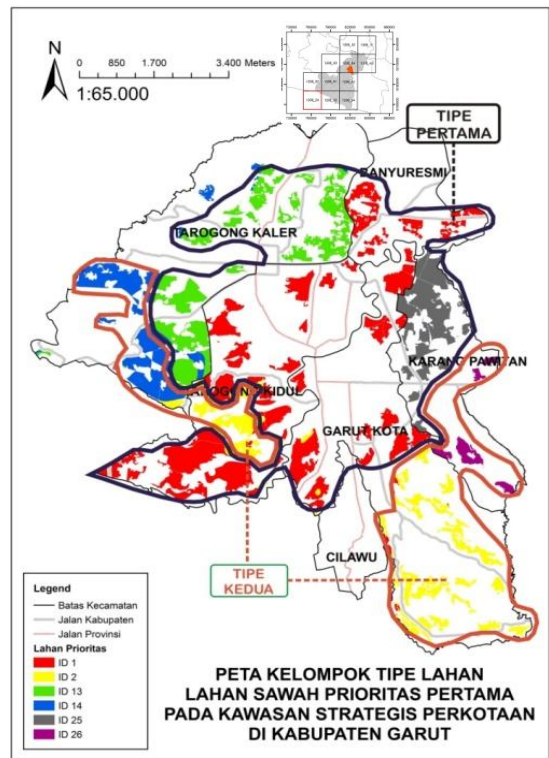 N
0 850 1.700 3.400 Meters
1:65.000
TIPE
PERTAMA
BANYURESMI
TAROGONG KALER
KARANG PAWITAN
TAROGONG KIDUL
GARUT KOTA
CILAWU
TIPE
KEDUA
Legend
Batas Kecamatan
Jalan Kabupaten
Jalan Provinsi
Lahan Prioritas
ID 1
ID 2
ID 13
ID 14
ID 25
ID 26
PETA KELOMPOK TIPE LAHAN
LAHAN SAWAH PRIORITAS PERTAMA
PADA KAWASAN STRATEGIS PERKOTAAN
DI KABUPATEN GARUT